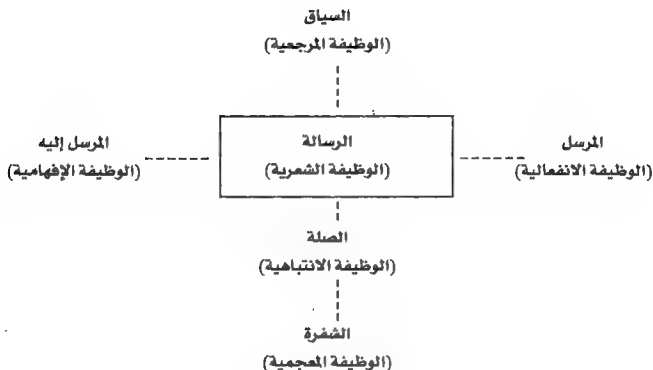 السياق
(الوظيفة المرجعية)
المرسل
(الوظيفة الانفعالية)
الرسالة
(الوظيفة الشعرية)
المرسل إليه
(الوظيفة الإفهامية)
الصلة
(الوظيفة الانتباهية)
الشفرة
(الوظيفة المعجمية)